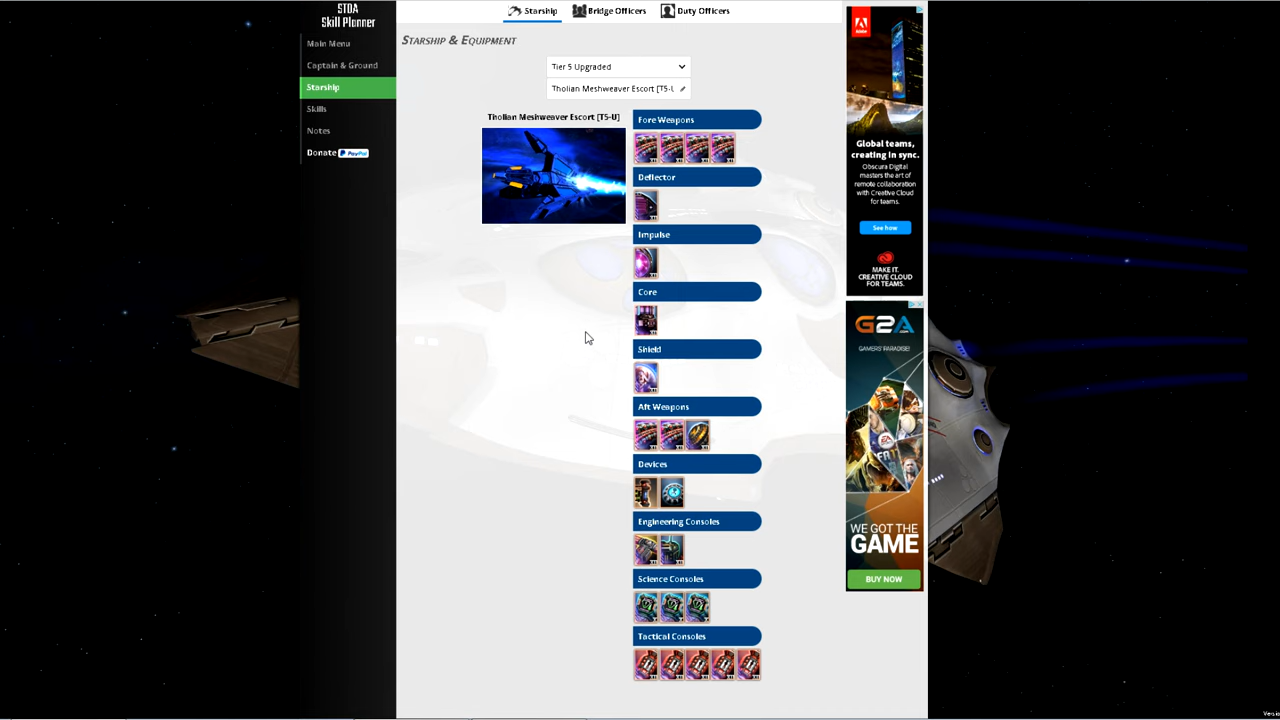 STOA
Skill Planner
Main Menu
Captain & Ground
Starship
Skills
Notes
Donate PayPal
Starship
Bridge Officers
Duty Officers
STARSHIP & EQUIPMENT
Tier 5 Upgraded
Tholian Meshweaver Escort [T5-U
Tholian Meshweaver Escort [T5-U]
Fore Weapons
Deflector
Impulse
Core
Shield
Aft Weapons
Devices
Engineering Consoles
Science Consoles
Tactical Consoles
Adobe
Global teams,
creating in sync.
Obscura Digital
masters the art of
remote collaboration
with Creative Cloud
for teams.
See how
MAKE IT.
CREATIVE CLOUD
FOR TEAMS.
G2A
.COM
GAMERS' PARADISE!
EA
WE GOT THE
GAME
BUY NOW